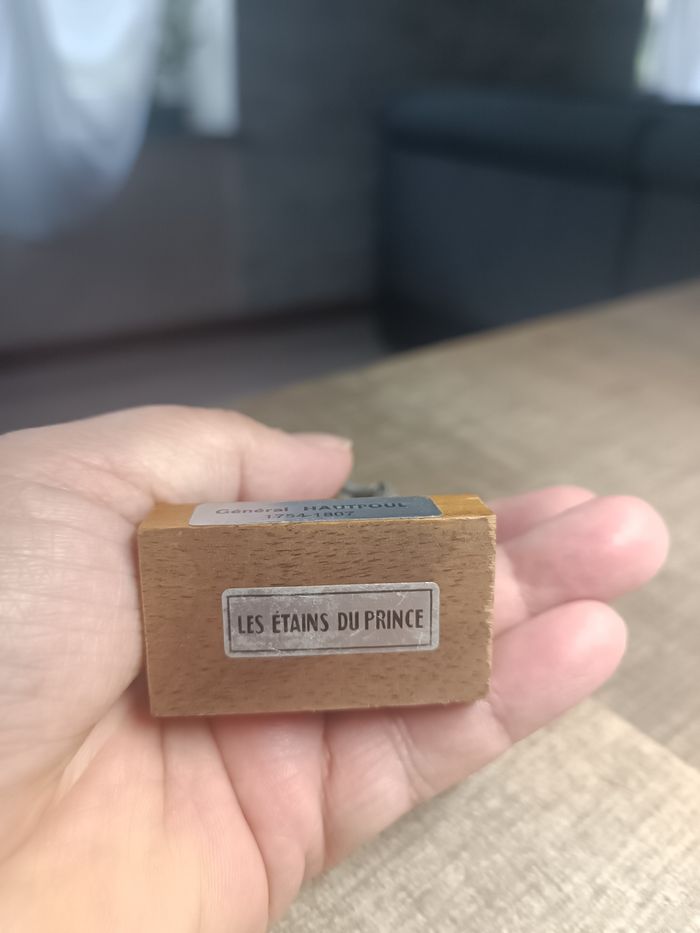 Général HAUTPOUL
1754-1807
LES ÉTAINS DU PRINCE